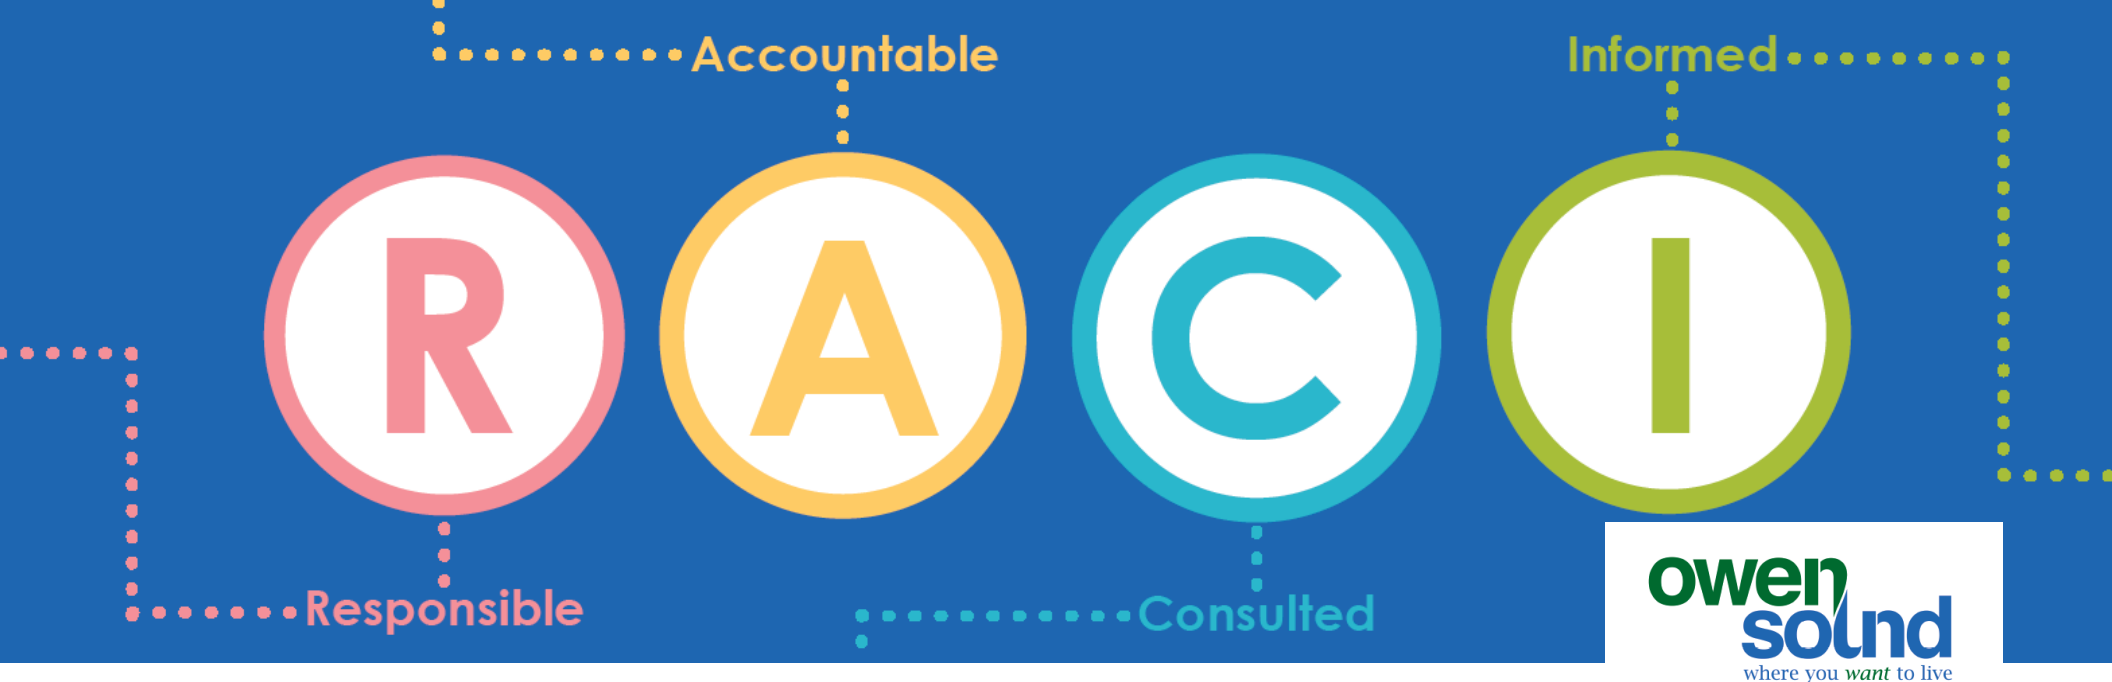 Accountable
Informed
R
A
C
I
Responsible
Consulted
owen
sound
where you want to live